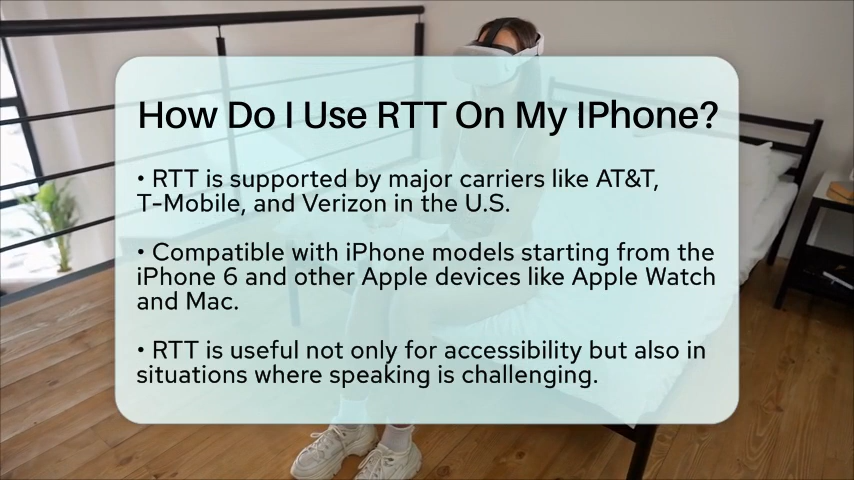 How Do I Use RTT On My IPhone?
• RTT is supported by major carriers like AT&T,
T-Mobile, and Verizon in the U.S.
• Compatible with iPhone models starting from the
iPhone 6 and other Apple devices like Apple Watch
and Mac.
• RTT is useful not only for accessibility but also in
situations where speaking is challenging.